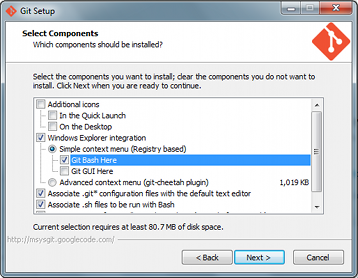 Git Setup
Select Components
Which components should be installed?
Select the components you want to install; clear the components you do not want to
install. Click Next when you are ready to continue.
Additional icons
In the Quick Launch
On the Desktop
Windows Explorer integration
Simple context menu (Registry based)
Git Bash Here
Git GUI Here
Advanced context menu (git-cheetah plugin) 1,019 KB
Associate .git* configuration files with the default text editor
Associate .sh files to be run with Bash
Current selection requires at least 80.7 MB of disk space.
http://msysgit.googlecode.com/
< Back
Next >
Cancel